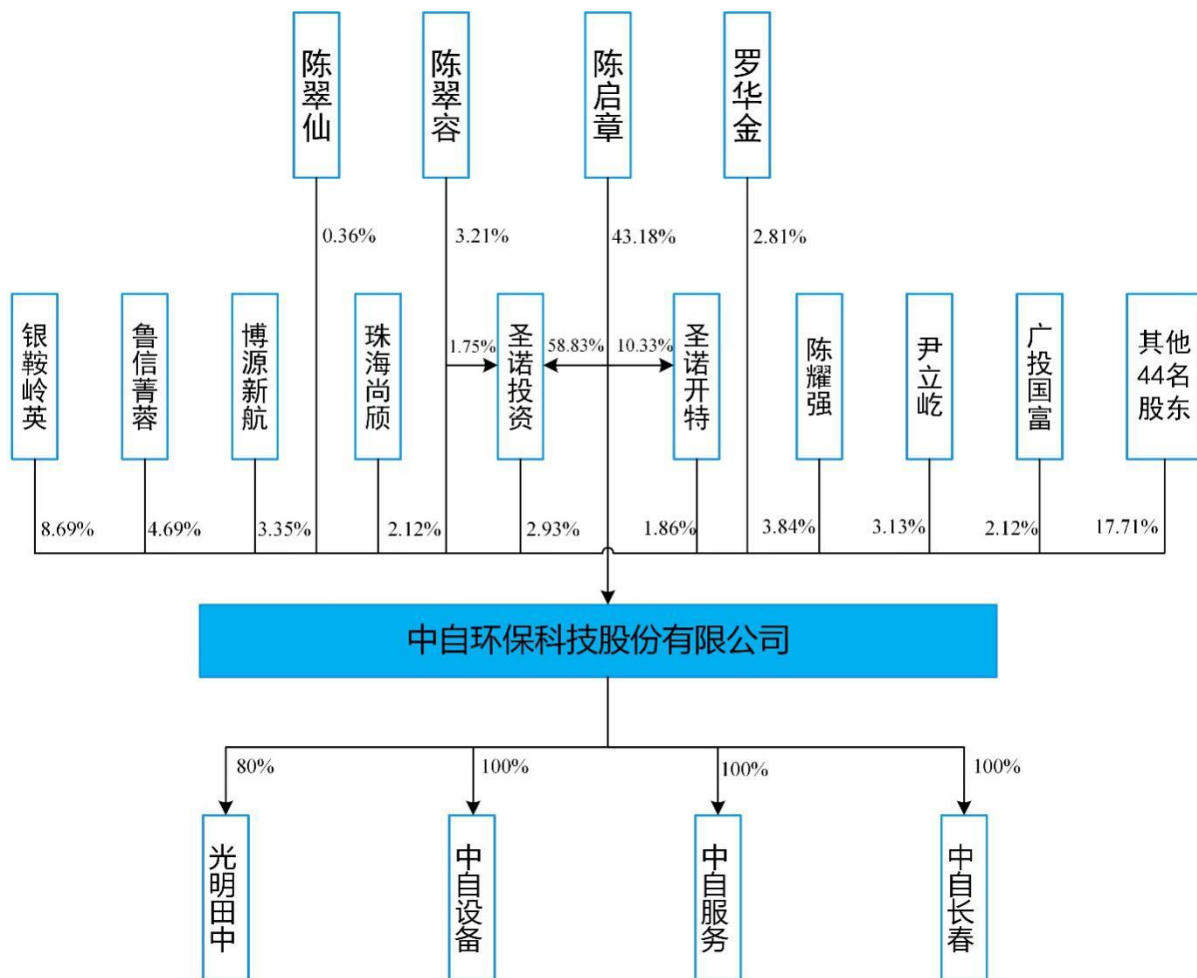 陈翠仙
陈翠容
陈启章
罗华金
0.36%
3.21%
43.18%
2.81%
银鞍岭英
鲁信菁蓉
博源新航
珠海尚颀
1.75%
圣诺投资
58.83%
10.33%
圣诺开特
陈耀强
尹立屹
广投国富
其他
44名
股东
8.69%
4.69%
3.35%
2.12%
2.93%
1.86%
3.84%
3.13%
2.12%
17.71%
中自环保科技股份有限公司
80%
100%
100%
100%
光明田中
中自设备
中自服务
中自长春